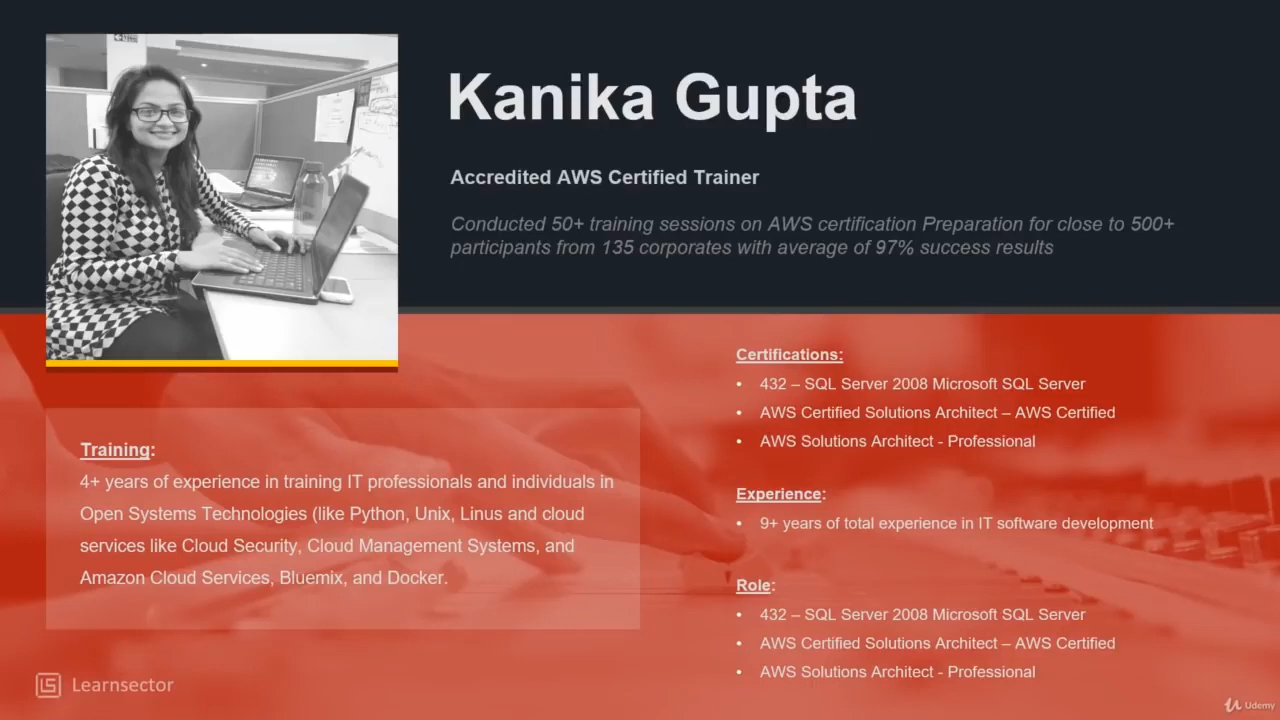 Kanika Gupta
Accredited AWS Certified Trainer
Conducted 50+ training sessions on AWS certification Preparation for close to 500+
participants from 135 corporates with average of 97% success results
Training:
4+ years of experience in training IT professionals and individuals in
Open Systems Technologies (like Python, Unix, Linus and cloud
services like Cloud Security, Cloud Management Systems, and
Amazon Cloud Services, Bluemix, and Docker.
Certifications:
• 432 – SQL Server 2008 Microsoft SQL Server
• AWS Certified Solutions Architect – AWS Certified
• AWS Solutions Architect - Professional
Experience:
• 9+ years of total experience in IT software development
Role:
• 432 – SQL Server 2008 Microsoft SQL Server
• AWS Certified Solutions Architect – AWS Certified
• AWS Solutions Architect - Professional
LS Learnsector
Udemy